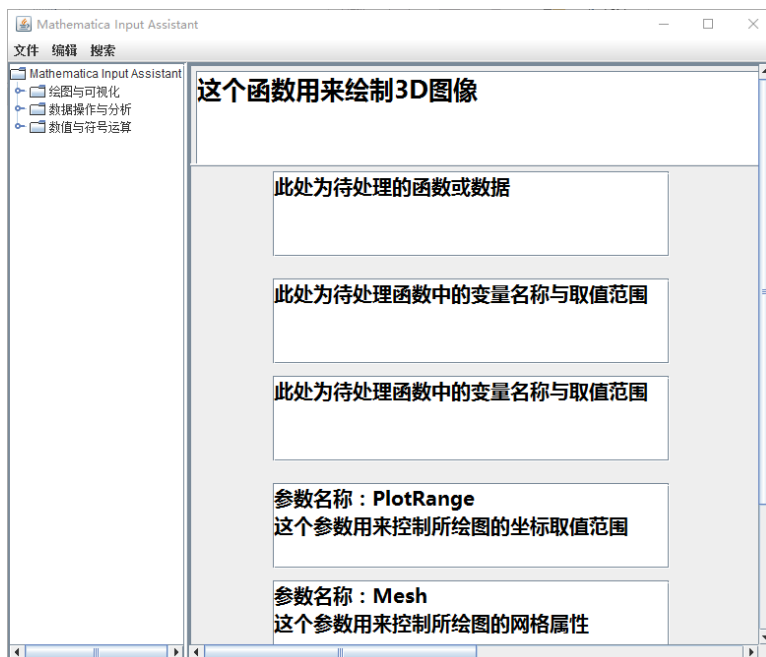 Mathematica Input Assistant
文件 编辑 搜索
Mathematica Input Assistant
绘图与可视化
数据操作与分析
数值与符号运算
这个函数用来绘制3D图像
此处为待处理的函数或数据
此处为待处理函数中的变量名称与取值范围
此处为待处理函数中的变量名称与取值范围
参数名称：PlotRange
这个参数用来控制所绘图的坐标取值范围
参数名称：Mesh
这个参数用来控制所绘图的网格属性